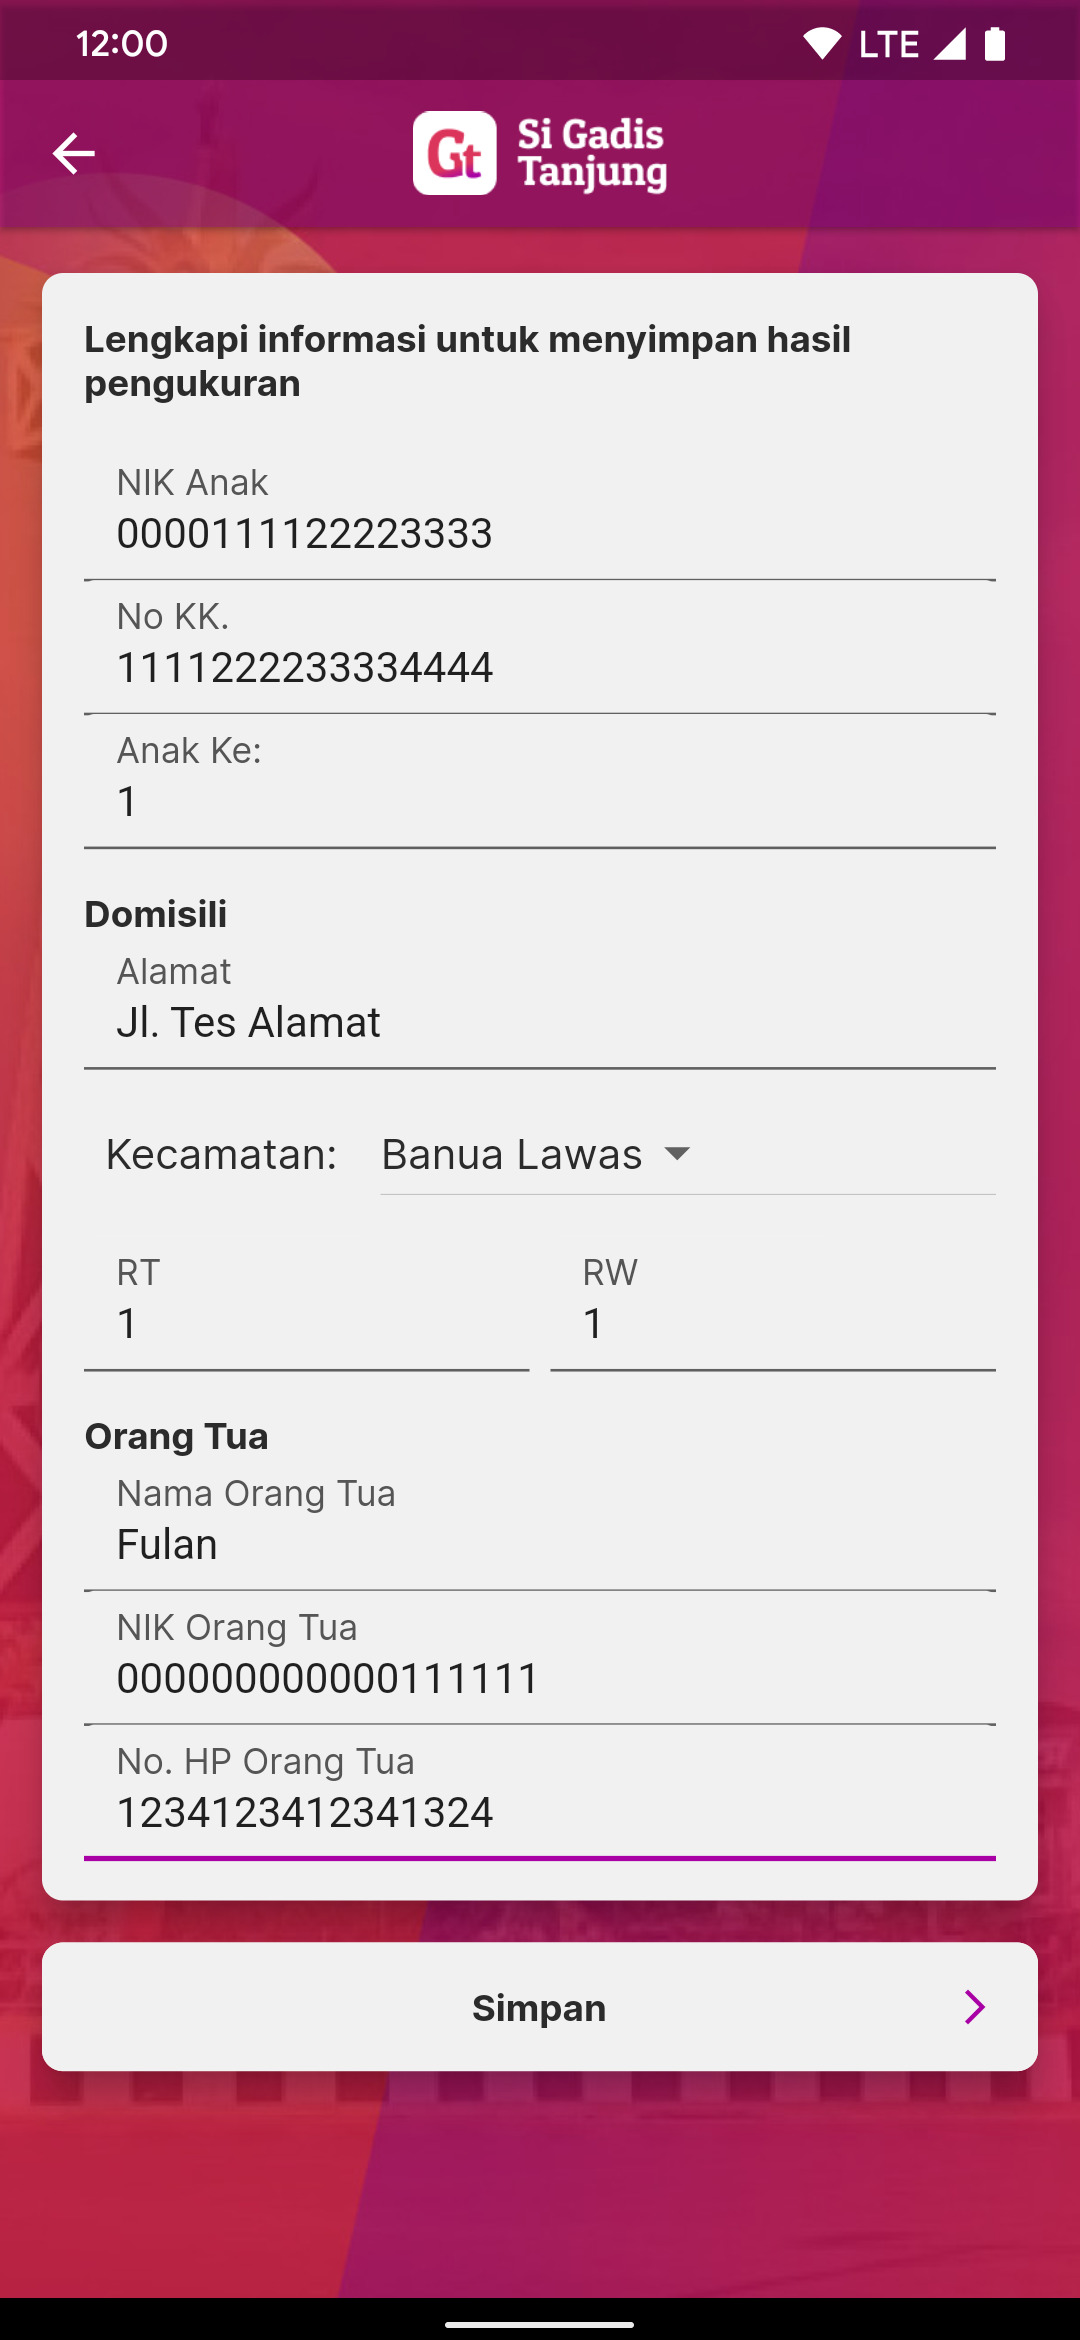 12:00
LTE
Gt
Si Gadis
Tanjung
Lengkapi informasi untuk menyimpan hasil
pengukuran
NIK Anak
0000111122223333
No KK.
1111222233334444
Anak Ke:
1
Domisili
Alamat
Jl. Tes Alamat
Kecamatan: Banua Lawas
RT RW
1 1
Orang Tua
Nama Orang Tua
Fulan
NIK Orang Tua
000000000000111111
No. HP Orang Tua
1234123412341324
Simpan